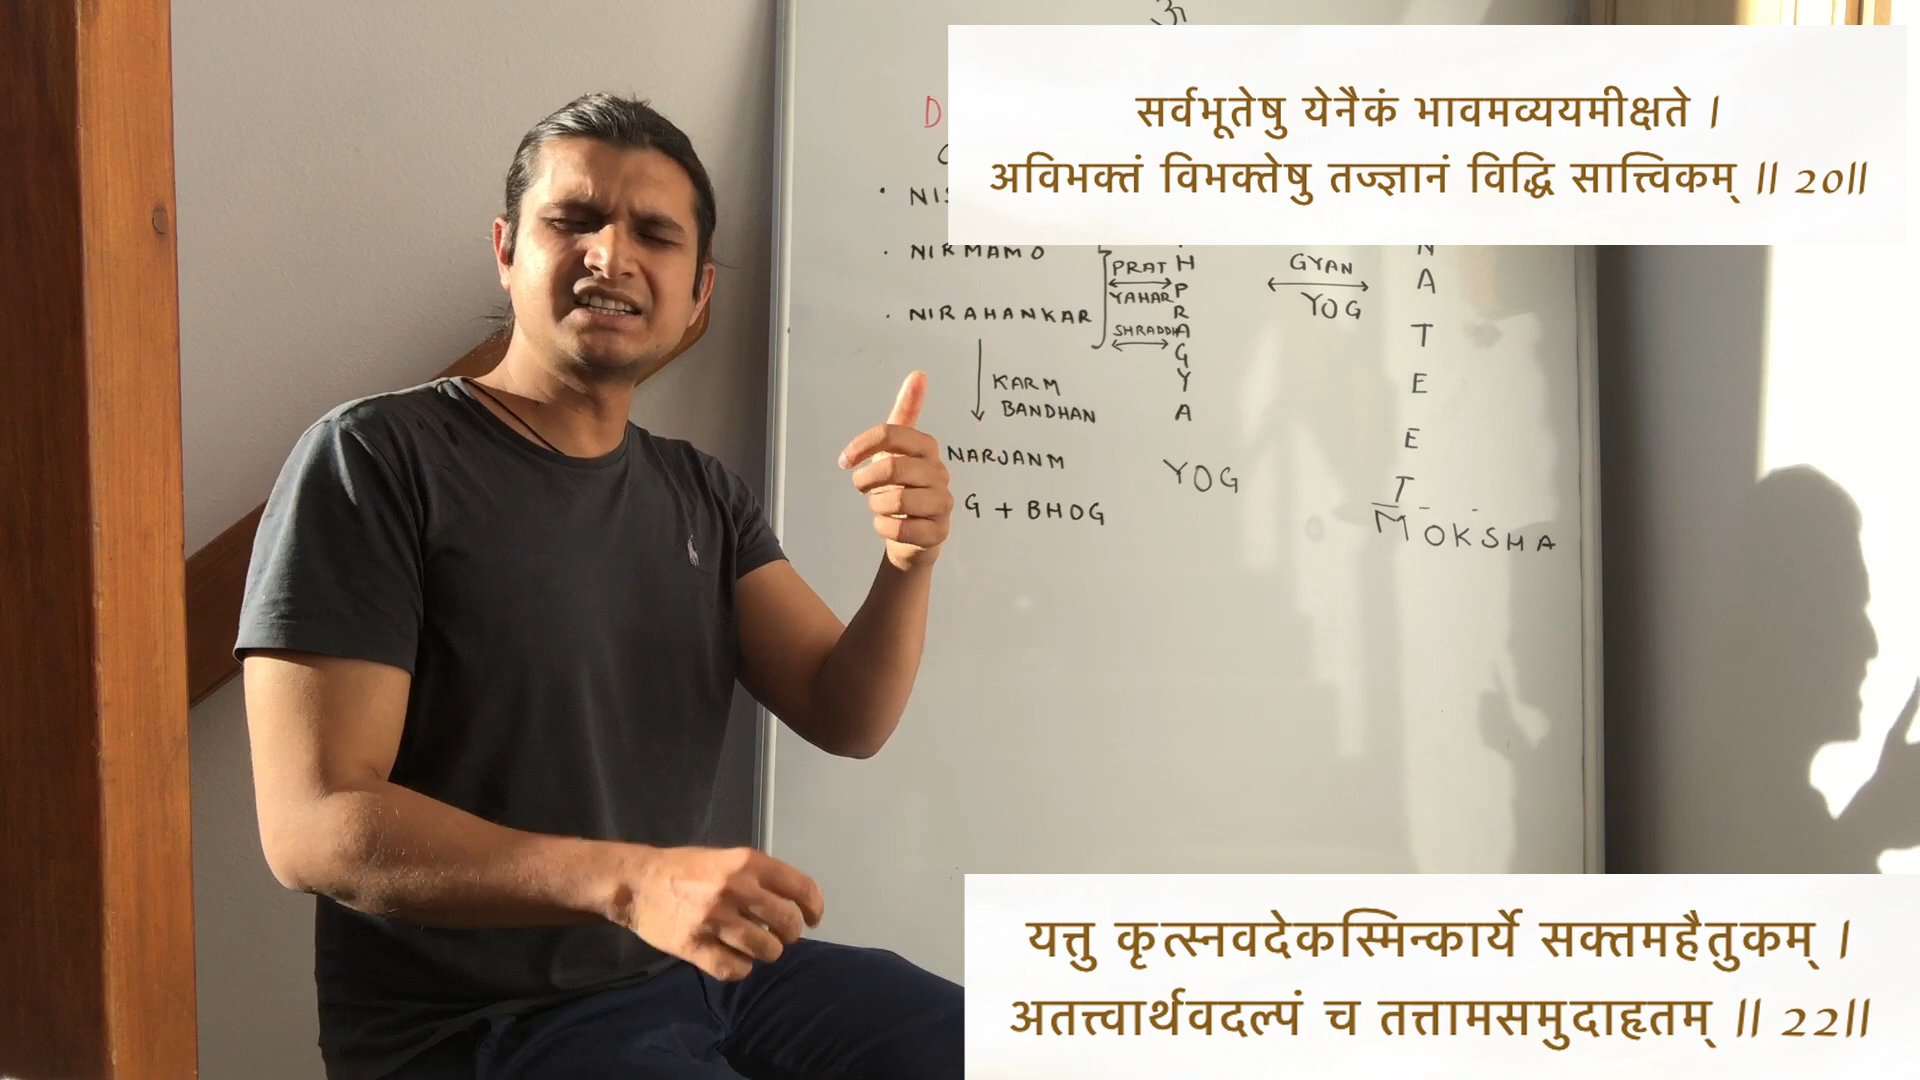 ॐ
सर्वभूतेषु येनैकं भावमव्ययमीक्षते ।
अविभक्तं विभक्तेषु तज्ज्ञानं विद्धि सात्त्विकम् ॥ 20॥
D
• NIS
• NIRMAMO
• NIRAHANKAR
KARM
BANDHAN
NARJANM
G + BHOG
PRAT
YAHAR
SHRADDHA
H
P
R
A
G
Y
A
YOG
GYAN
YOG
N
A
T
E
E
T
MOKSHA
यत्तु कृत्स्नवदेकस्मिन्कार्ये सक्तमहैतुकम् ।
अतत्त्वार्थवदल्पं च तत्तामसमुदाहृतम् ॥ 22॥